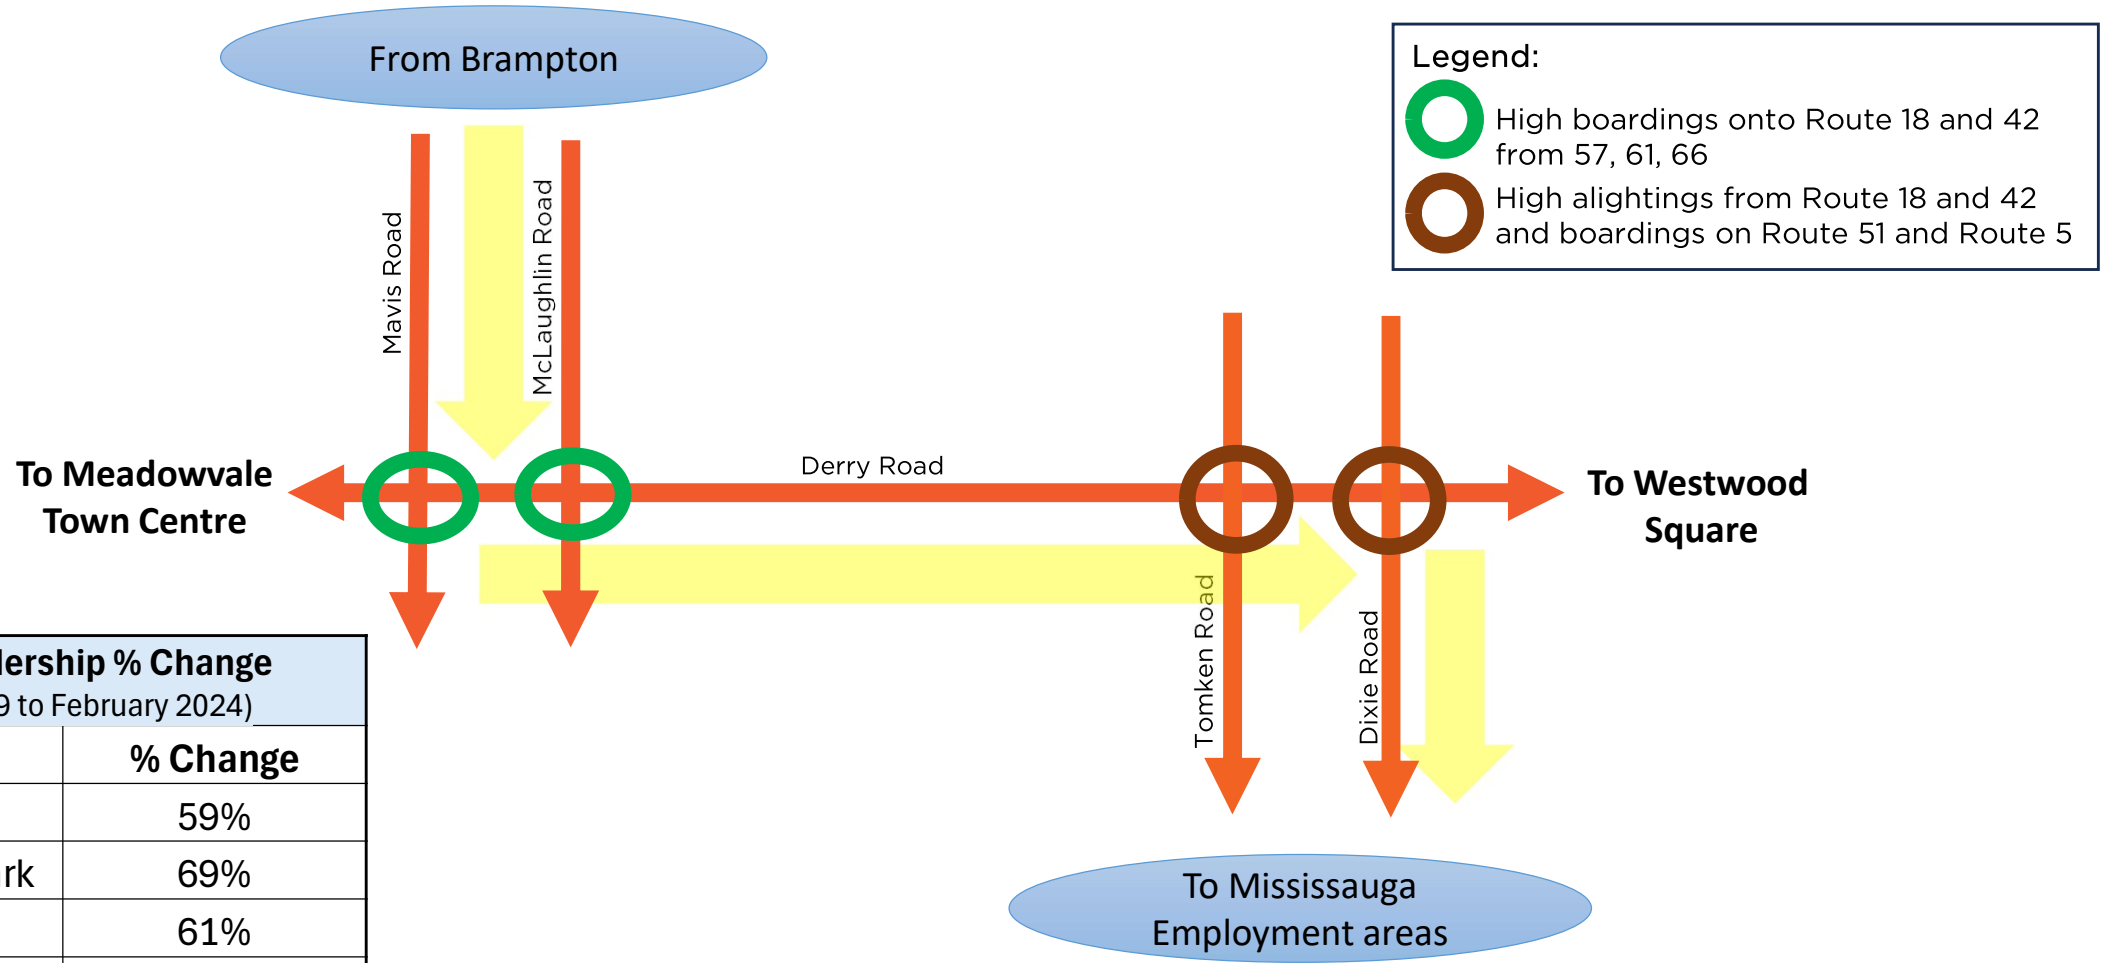 From Brampton
Legend:
High boardings onto Route 18 and 42
from 57, 61, 66
High alightings from Route 18 and 42
and boardings on Route 51 and Route 5
Mavis Road
McLaughlin Road
Derry Road
To Meadowvale
Town Centre
To Westwood
Square
Tomken Road
Dixie Road
To Mississauga
Employment areas
% Change
9 to February 2024)
% Change
59%
69%
61%